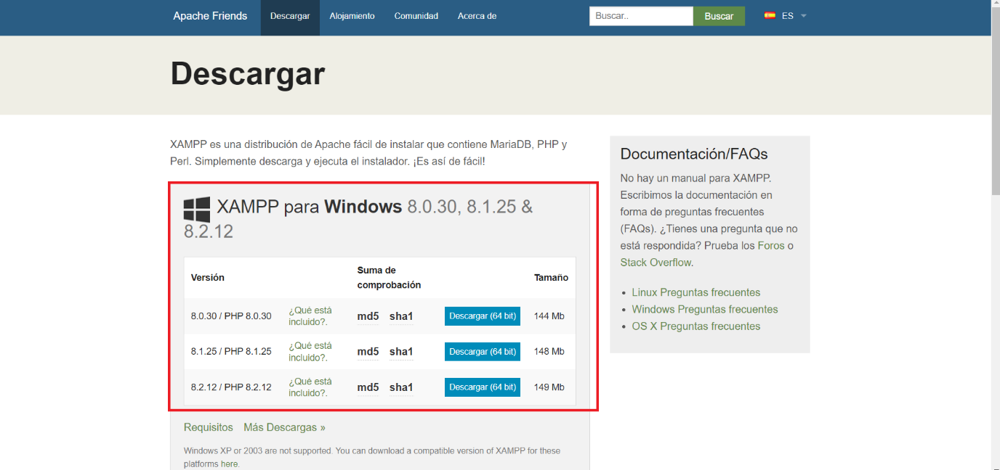 Apache Friends Descargar Alojamiento Comunidad Acerca de Buscar.. Buscar ES
Descargar
XAMPP es una distribución de Apache fácil de instalar que contiene MariaDB, PHP y
Perl. Simplemente descarga y ejecuta el instalador. ¡Es así de fácil!
XAMPP para Windows 8.0.30, 8.1.25 &
8.2.12
Versión Suma de comprobación Tamaño
8.0.30 / PHP 8.0.30 ¿Qué está incluido?. md5 sha1 Descargar (64 bit) 144 Mb
8.1.25 / PHP 8.1.25 ¿Qué está incluido?. md5 sha1 Descargar (64 bit) 148 Mb
8.2.12 / PHP 8.2.12 ¿Qué está incluido?. md5 sha1 Descargar (64 bit) 149 Mb
Requisitos Más Descargas »
Windows XP or 2003 are not supported. You can download a compatible version of XAMPP for these
platforms here.
Documentación/FAQs
No hay un manual para XAMPP.
Escribimos la documentación en
forma de preguntas frecuentes
(FAQs). ¿Tienes una pregunta que no
está respondida? Prueba los Foros o
Stack Overflow.
• Linux Preguntas frecuentes
• Windows Preguntas frecuentes
• OS X Preguntas frecuentes